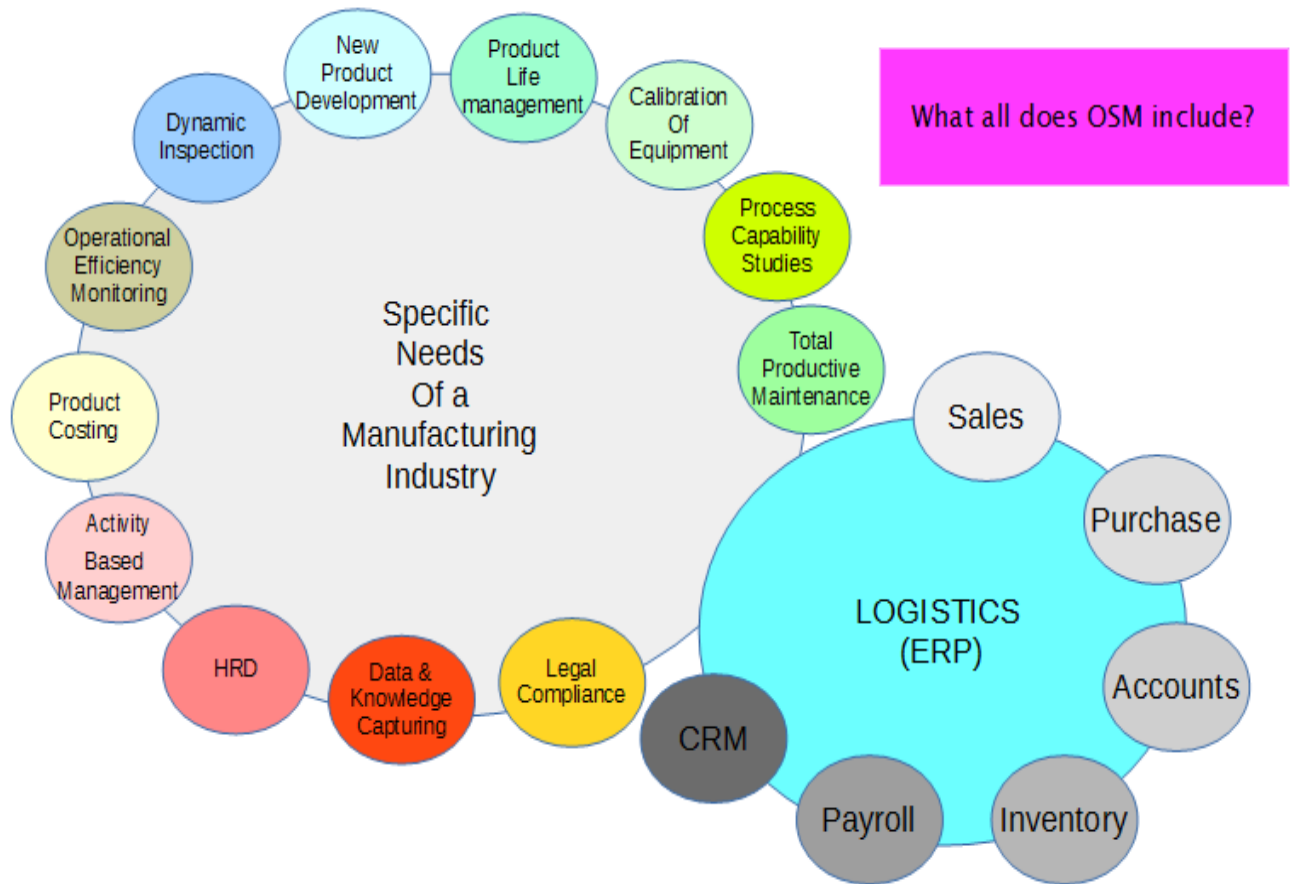 New
Product
Development
Product
Life
management
Calibration
Of
Equipment
What all does OSM include?
Dynamic
Inspection
Process
Capability
Studies
Operational
Efficiency
Monitoring
Specific
Needs
Of a
Manufacturing
Industry
Total
Productive
Maintenance
Product
Costing
Sales
Purchase
Activity
Based
Management
LOGISTICS
(ERP)
HRD
Data &
Knowledge
Capturing
Legal
Compliance
Accounts
CRM
Payroll
Inventory